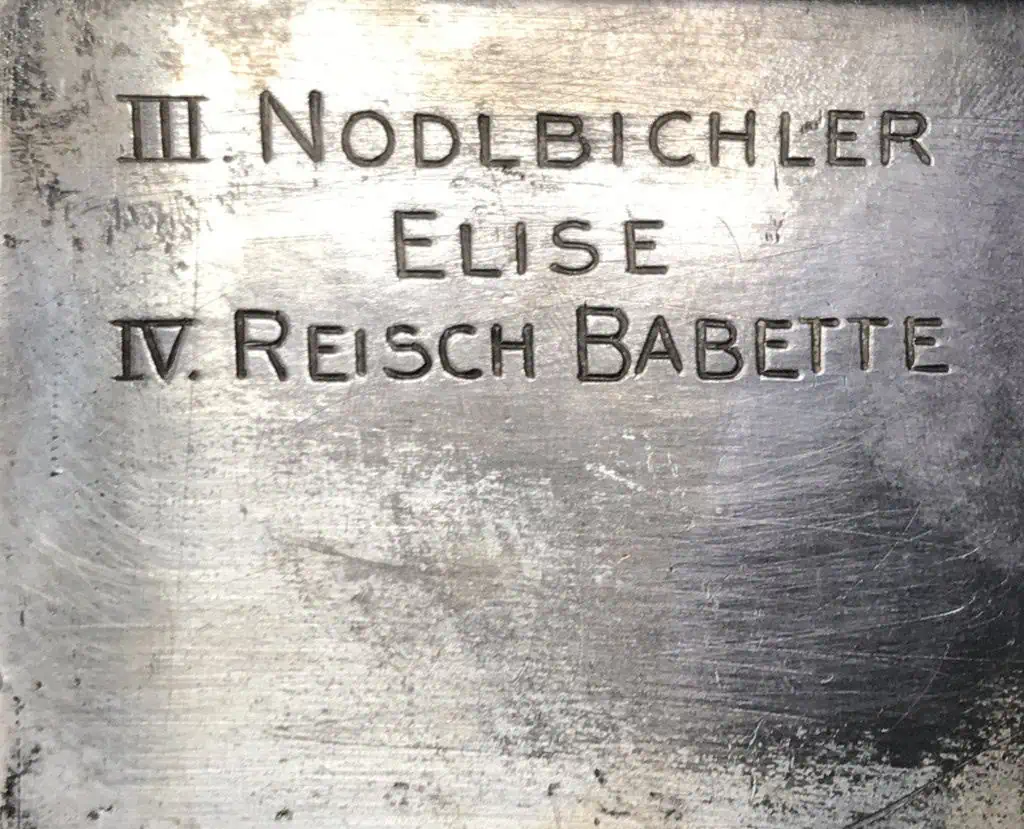 III. NODLBICHLER
ELISE
IV. REISCH BABETTE